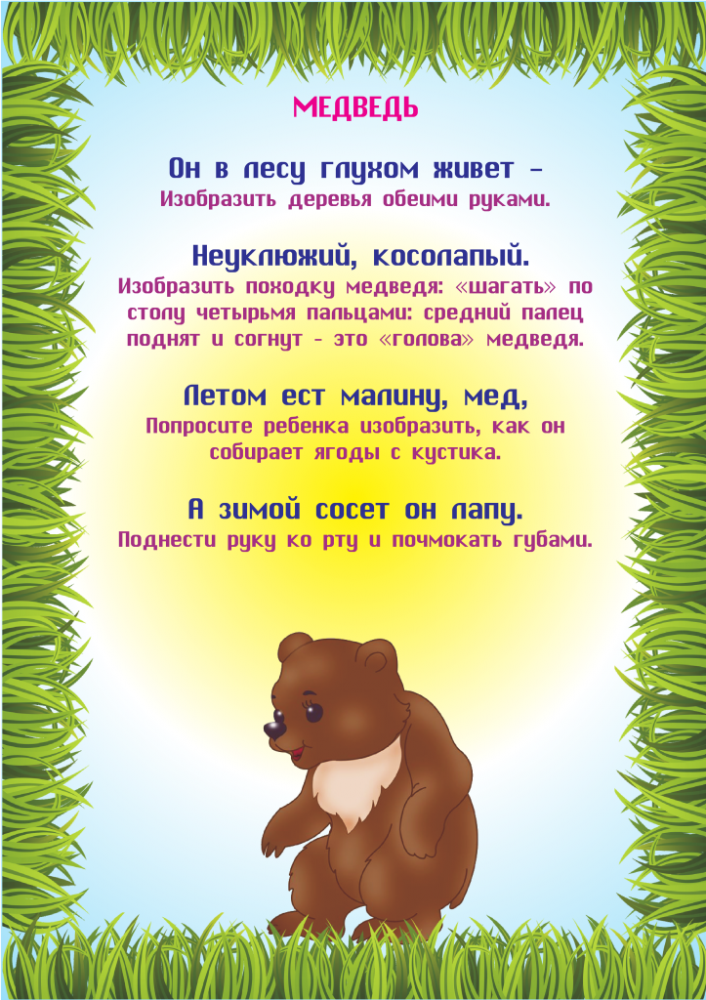 МЕДВЕДЬ
Он в лесу глухом живет -
Изобразить деревья обеими руками.
Неуклюжий, косолапый.
Изобразить походку медведя: «шагать» по
столу четырьмя пальцами: средний палец
поднят и согнут - это «голова» медведя.
Летом ест малину, мед,
Попросите ребенка изобразить, как он
собирает ягоды с кустика.
А зимой сосет он лапу.
Поднести руку ко рту и почмокать губами.